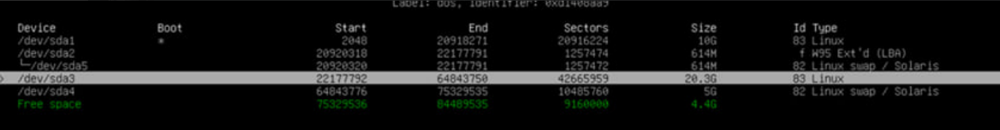 Label: dos, identifier: 0xd1408aa9
Device Boot Start End Sectors Size Id Type
/dev/sda1 * 2048 20918271 20916224 10G 83 Linux
/dev/sda2 20920318 22177791 1257474 614M f W95 Ext'd (LBA)
└─/dev/sda5 20920320 22177791 1257472 614M 82 Linux swap / Solaris
> /dev/sda3 22177792 64843750 42665959 20.3G 83 Linux
/dev/sda4 64843776 75329535 10485760 5G 82 Linux swap / Solaris
Free space 75329536 84489535 9160000 4.4G